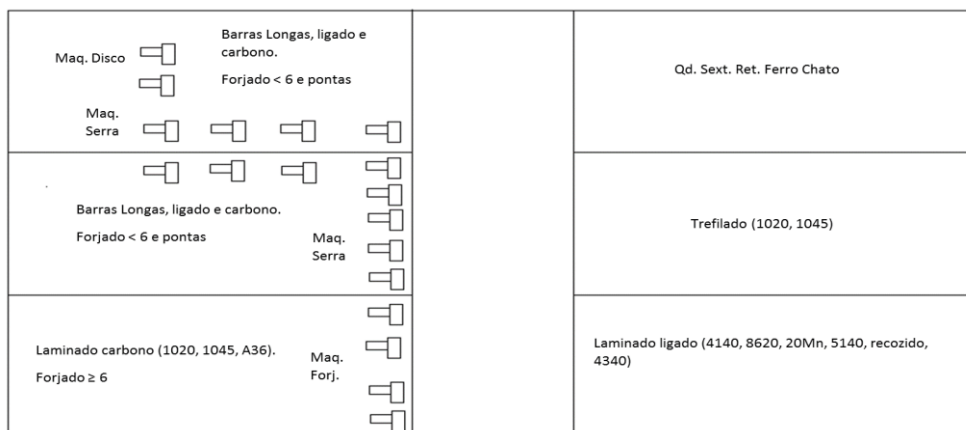 Barras Longas, ligado e
carbono.
Forjado < 6 e pontas
Maq. Disco
Maq.
Serra
Qd. Sext. Ret. Ferro Chato
Barras Longas, ligado e carbono.
Forjado < 6 e pontas
Maq.
Serra
Trefilado (1020, 1045)
Laminado carbono (1020, 1045, A36).
Forjado ≥ 6
Maq.
Forj.
Laminado ligado (4140, 8620, 20Mn, 5140, recozido,
4340)